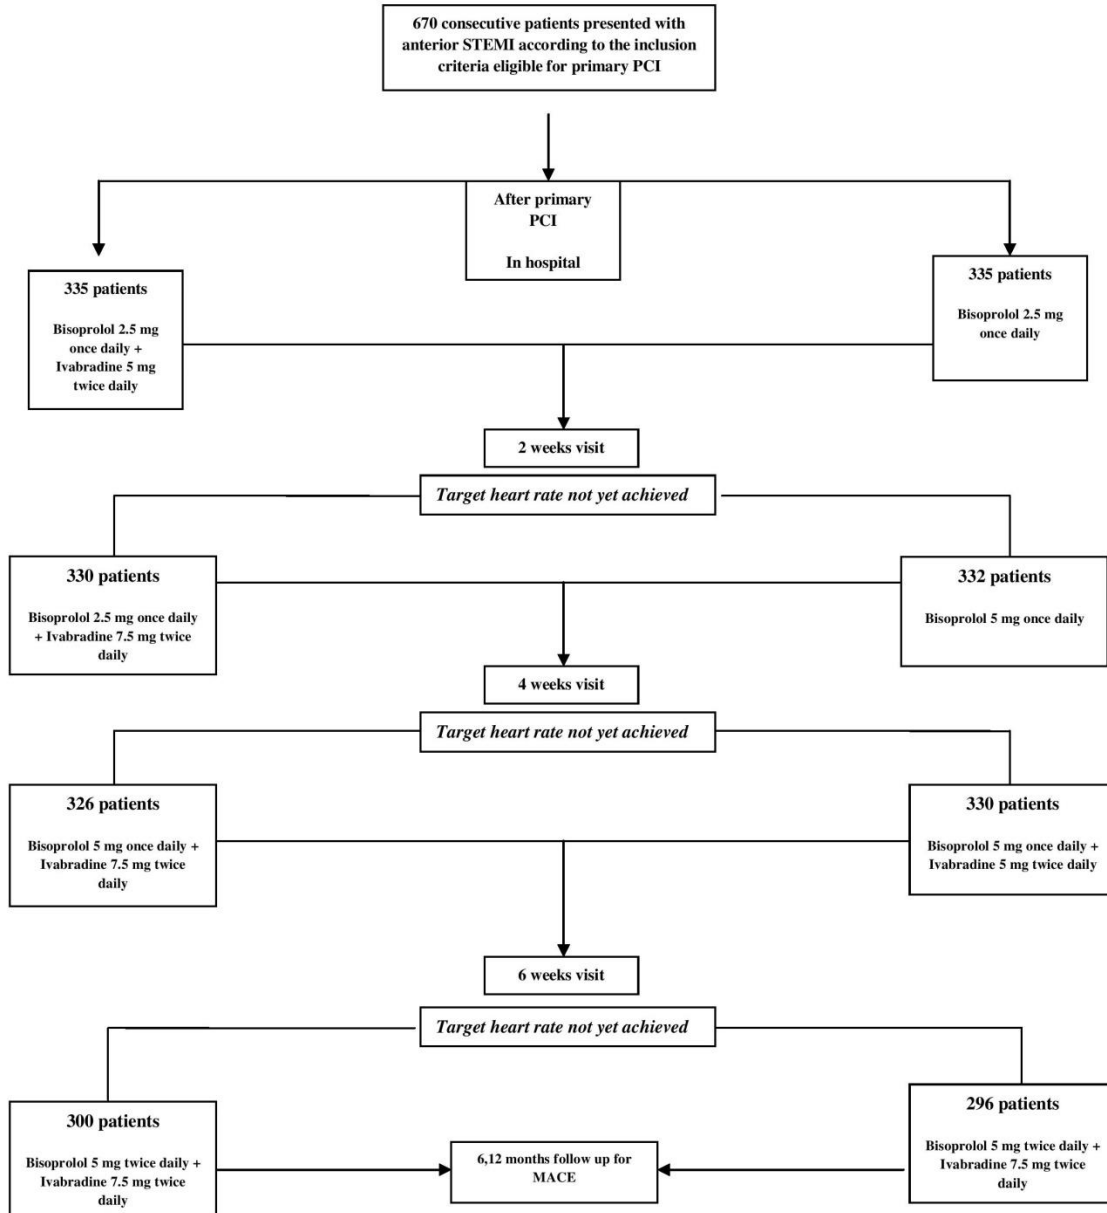 670 consecutive patients presented with
anterior STEMI according to the inclusion
criteria eligible for primary PCI
After primary
PCI
In hospital
335 patients
Bisoprolol 2.5 mg
once daily +
Ivabradine 5 mg
twice daily
335 patients
Bisoprolol 2.5 mg
once daily
2 weeks visit
Target heart rate not yet achieved
330 patients
Bisoprolol 2.5 mg once daily
+ Ivabradine 7.5 mg twice
daily
332 patients
Bisoprolol 5 mg once daily
4 weeks visit
Target heart rate not yet achieved
326 patients
Bisoprolol 5 mg once daily +
Ivabradine 7.5 mg twice
daily
330 patients
Bisoprolol 5 mg once daily +
Ivabradine 5 mg twice daily
6 weeks visit
Target heart rate not yet achieved
300 patients
Bisoprolol 5 mg twice daily +
Ivabradine 7.5 mg twice
daily
6,12 months follow up for
MACE
296 patients
Bisoprolol 5 mg twice daily +
Ivabradine 7.5 mg twice
daily